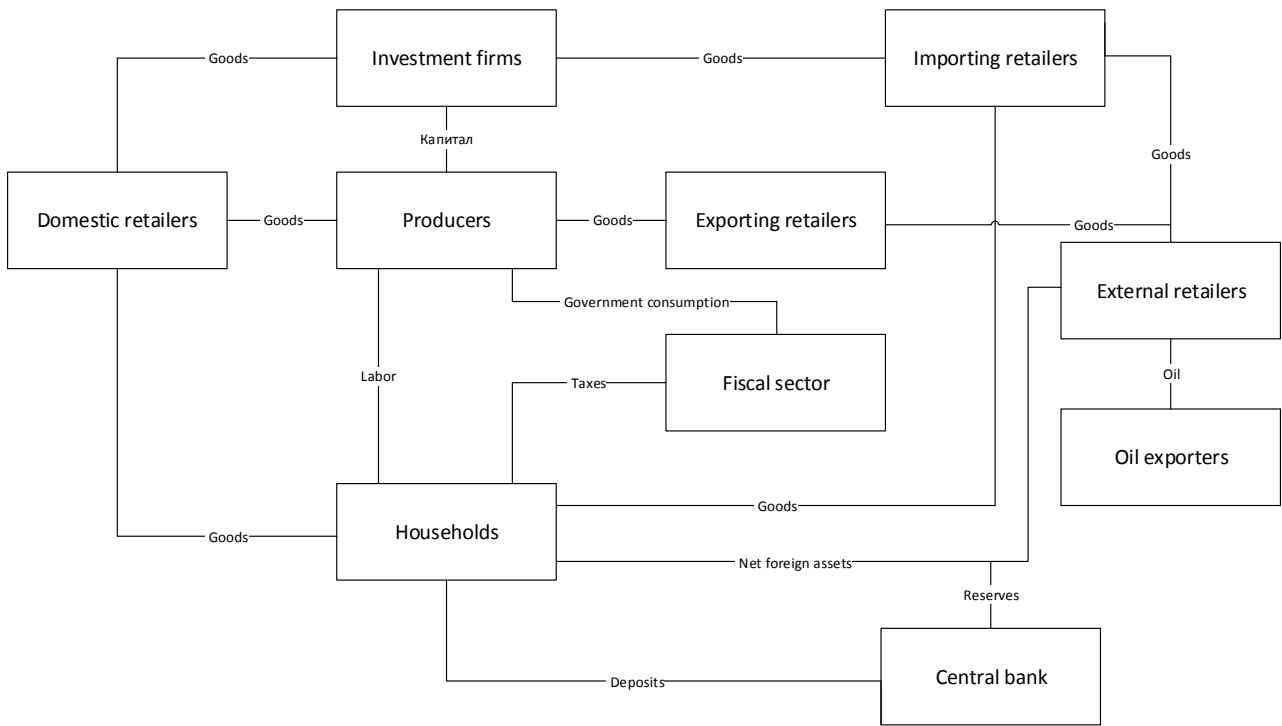 Goods
Investment firms
Goods
Importing retailers
Капитал
Goods
Domestic retailers
Goods
Producers
Goods
Exporting retailers
Goods
External retailers
Government consumption
Labor
Taxes
Fiscal sector
Oil
Oil exporters
Goods
Households
Goods
Net foreign assets
Reserves
Central bank
Deposits